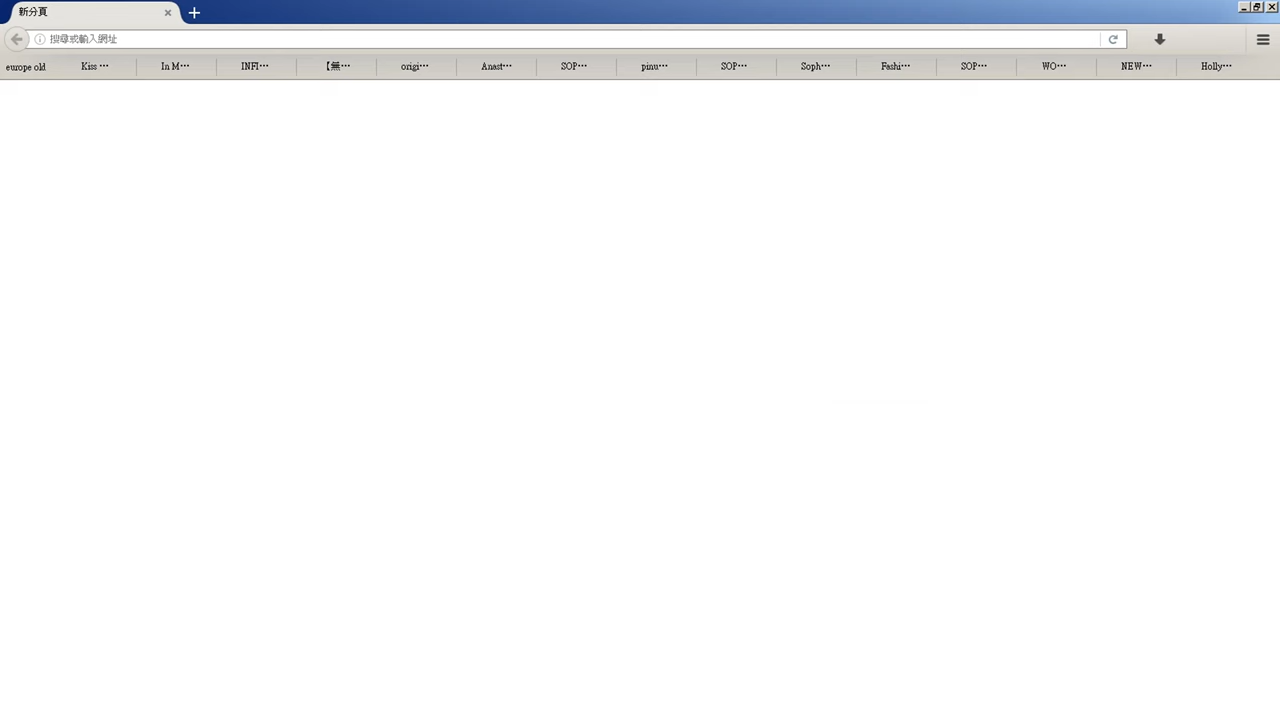 新分頁
搜尋或輸入網址
europe old Kiss ⋯ In M⋯ INFI⋯ 【無⋯ origi⋯ Anast⋯ SOP⋯ pinu⋯ SOP⋯ Soph⋯ Fashi⋯ SOP⋯ WO⋯ NEW⋯ Holly⋯